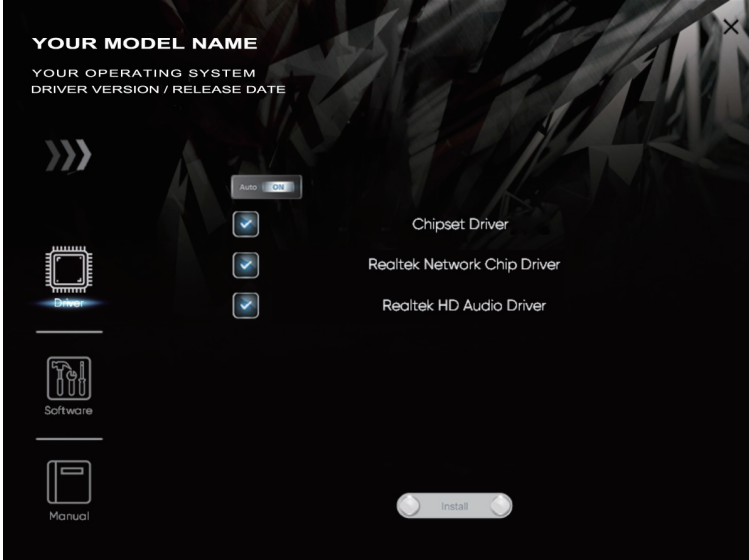 YOUR MODEL NAME
YOUR OPERATING SYSTEM
DRIVER VERSION / RELEASE DATE
Auto ON
Chipset Driver
Realtek Network Chip Driver
Realtek HD Audio Driver
Driver
Software
Manual
Install